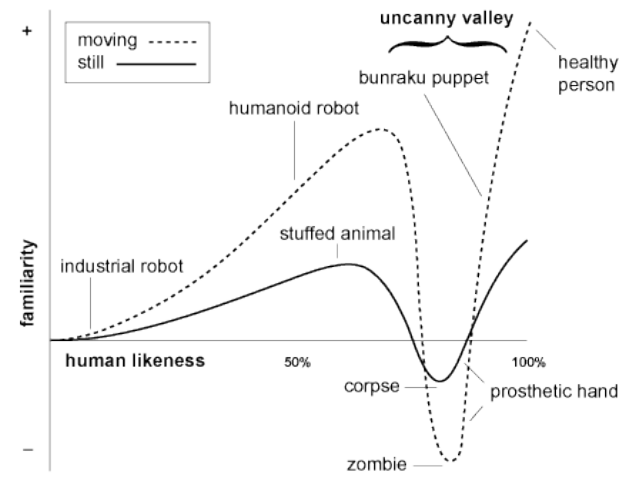 +
uncanny valley
moving
still
bunraku puppet
healthy
person
humanoid robot
stuffed animal
industrial robot
familiarity
human likeness
50%
100%
corpse
prosthetic hand
–
zombie